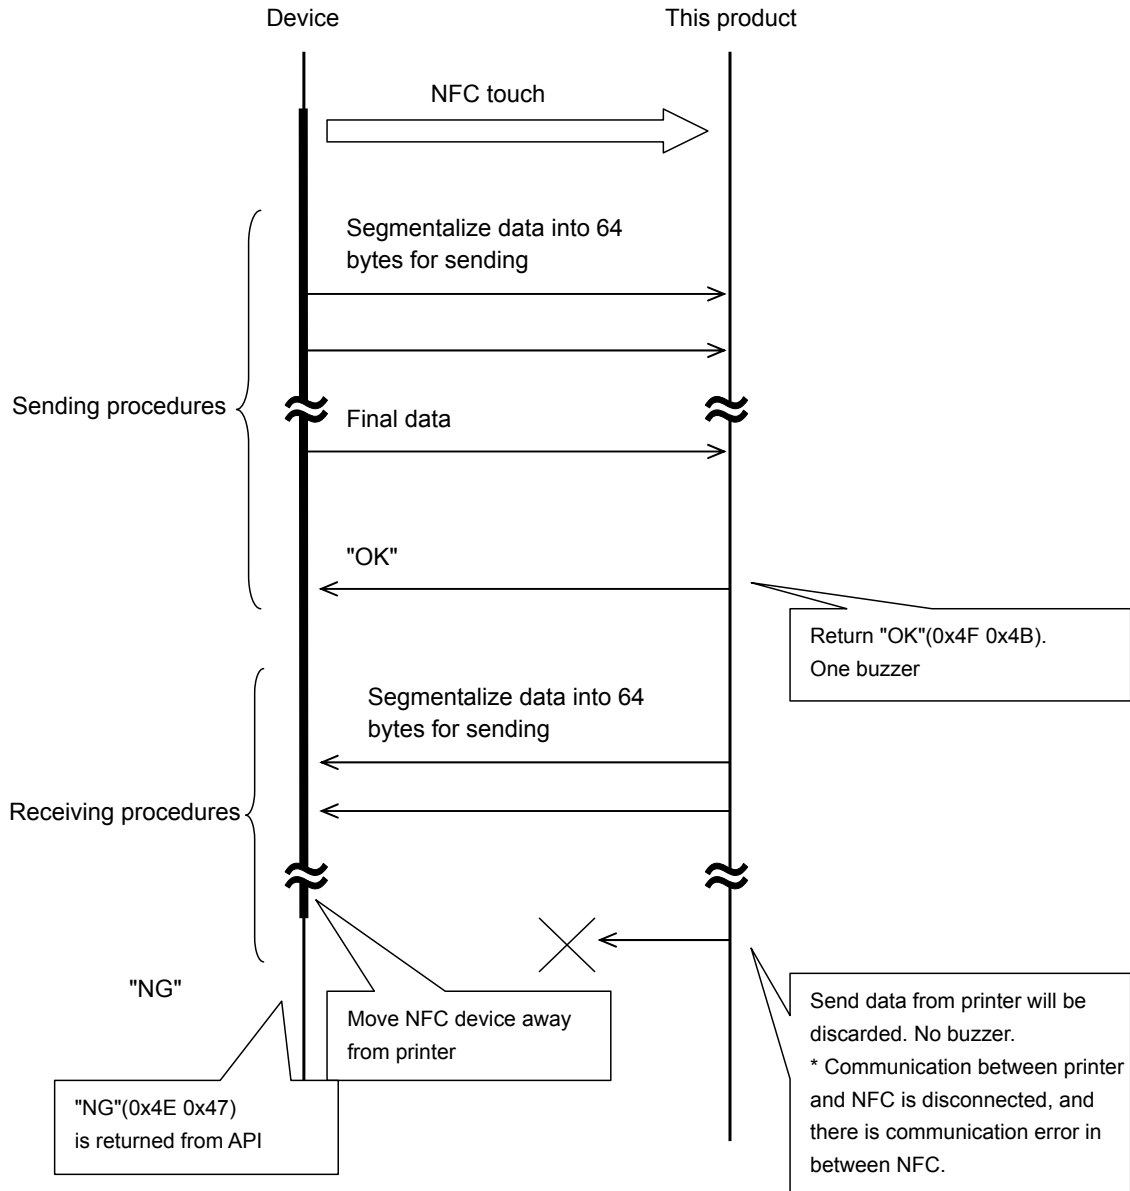 Device
This product
NFC touch
Segmentalize data into 64
bytes for sending
Sending procedures
Final data
"OK"
Return "OK"(0x4F 0x4B).
One buzzer
Segmentalize data into 64
bytes for sending
Receiving procedures
"NG"
Move NFC device away
from printer
Send data from printer will be
discarded. No buzzer.
* Communication between printer
and NFC is disconnected, and
there is communication error in
between NFC.
"NG"(0x4E 0x47)
is returned from API